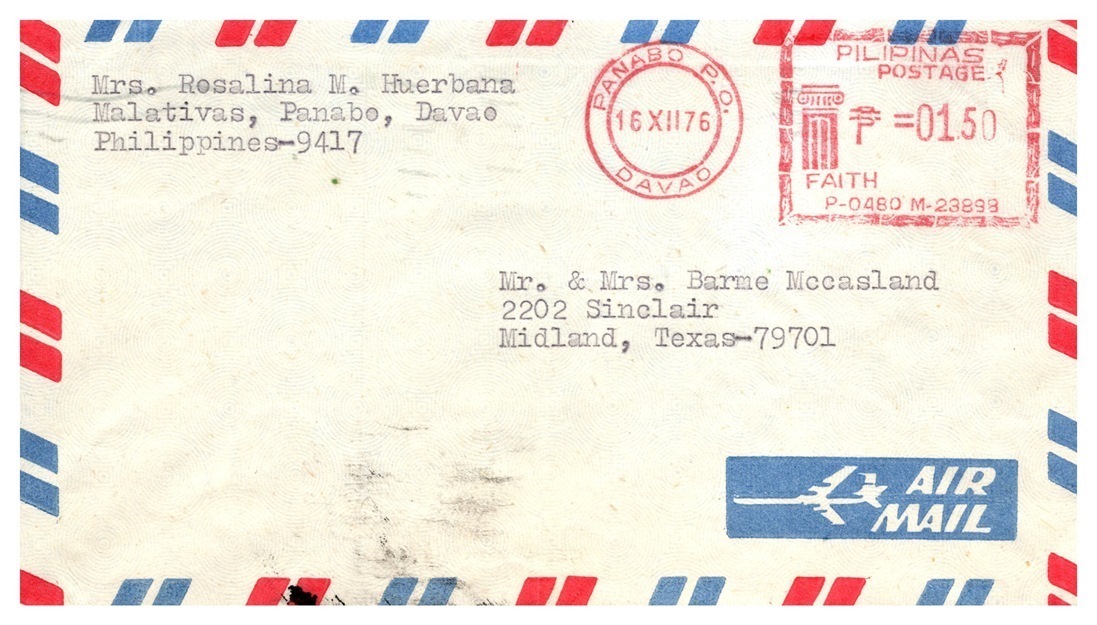 Mrs. Rosalina M. Huerbana
Malativas, Panabo, Davao
Philippines-9417
PANABO P.O.
16 XII 76
DAVAO
PILIPINAS
POSTAGE
₱=01.50
FAITH
P-0480 M-23898
Mr. & Mrs. Barme Mccasland
2202 Sinclair
Midland, Texas-79701
AIR
MAIL